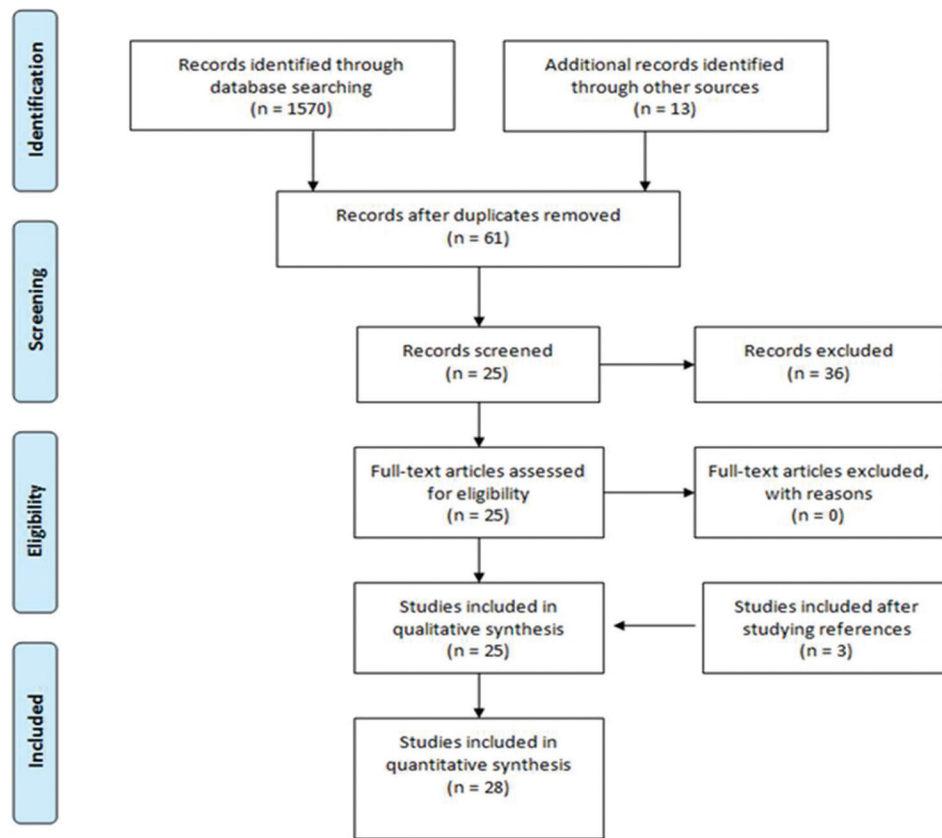 Identification
Records identified through
database searching
(n = 1570)
Additional records identified
through other sources
(n = 13)
Records after duplicates removed
(n = 61)
Screening
Records screened
(n = 25)
Records excluded
(n = 36)
Eligibility
Full-text articles assessed
for eligibility
(n = 25)
Full-text articles excluded,
with reasons
(n = 0)
Studies included in
qualitative synthesis
(n = 25)
Studies included after
studying references
(n = 3)
Included
Studies included in
quantitative synthesis
(n = 28)